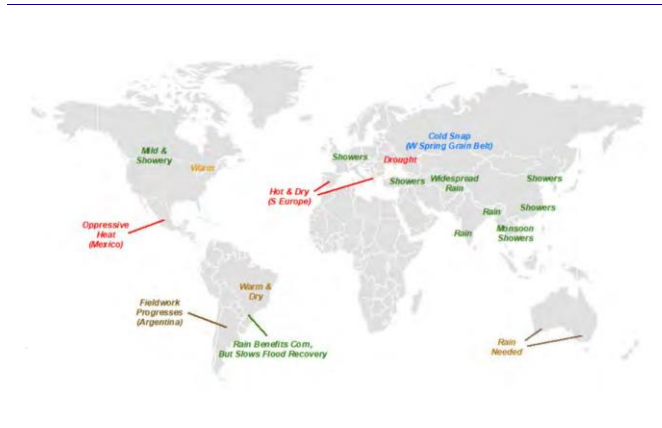 Cold Snap
(W Spring Grain Belt)
Mild &
Showery
Warm
Showers
Drought
Hot & Dry
(S Europe)
Showers
Widespread
Rain
Showers
Showers
Rain
Rain
Monsoon
Showers
Oppressive
Heat
(Mexico)
Warm &
Dry
Fieldwork
Progresses
(Argentina)
Rain Benefits Corn,
But Slows Flood Recovery
Rain
Needed